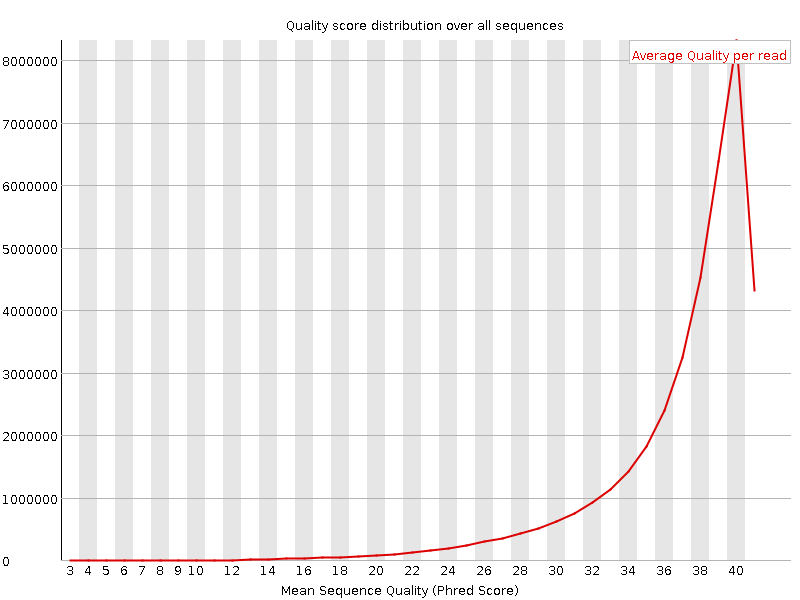 Quality score distribution over all sequences
Average Quality per read
8000000
7000000
6000000
5000000
4000000
3000000
2000000
1000000
0
3 4 5 6 7 8 9 10 11 12 14 16 18 20 22 24 26 28 30 32 34 36 38 40
Mean Sequence Quality (Phred Score)